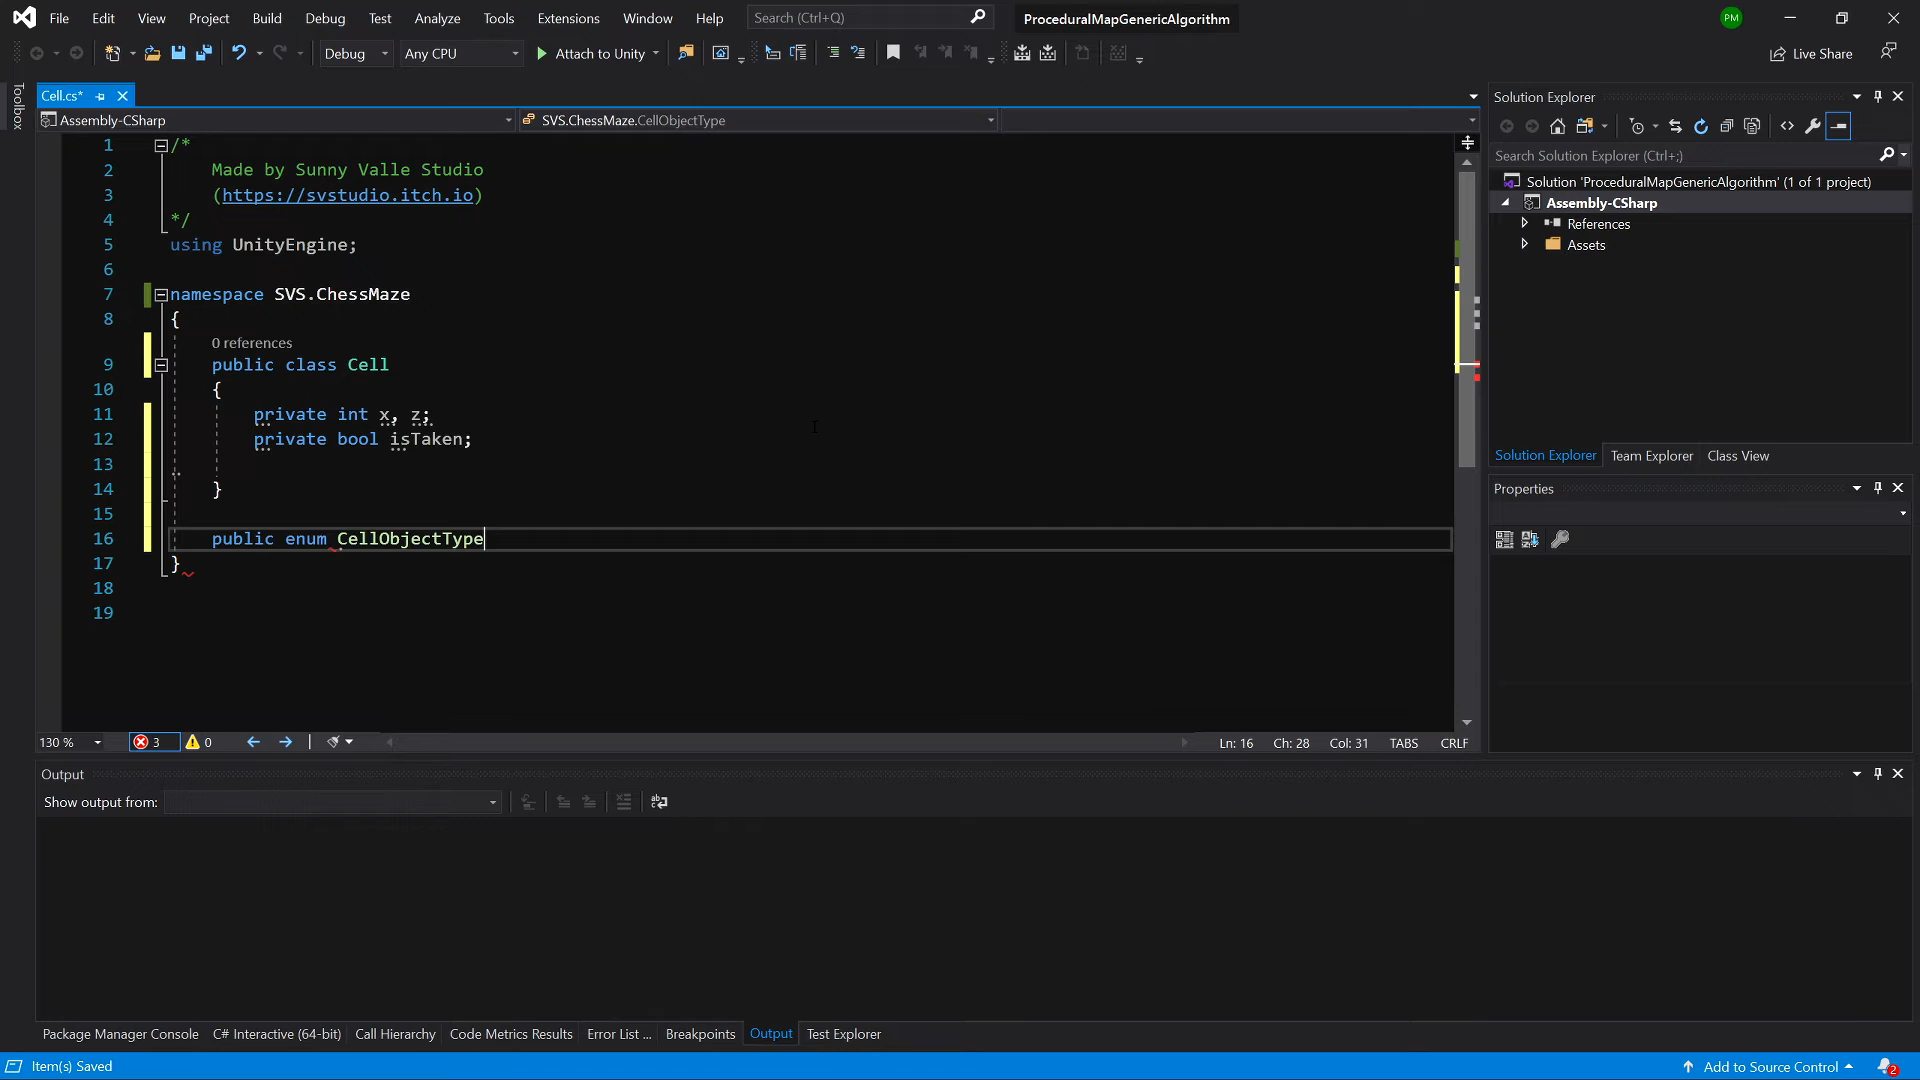 File Edit View Project Build Debug Test Analyze Tools Extensions Window Help Search (Ctrl+Q) ProceduralMapGenericAlgorithm PM
Debug Any CPU Attach to Unity Live Share
Toolbox
Cell.cs*
Assembly-CSharp SVS.ChessMaze.CellObjectType
1 /*
2 Made by Sunny Valle Studio
3 (https://svstudio.itch.io)
4 */
5 using UnityEngine;
6
7 namespace SVS.ChessMaze
8 {
0 references
9 public class Cell
10 {
11 private int x, z;
12 private bool isTaken;
13
14 }
15
16 public enum CellObjectType
17 }
18
19
130 % 3 0 Ln: 16 Ch: 28 Col: 31 TABS CRLF
Solution Explorer
Search Solution Explorer (Ctrl+;)
Solution 'ProceduralMapGenericAlgorithm' (1 of 1 project)
Assembly-CSharp
References
Assets
Solution Explorer Team Explorer Class View
Properties
Output
Show output from:
Package Manager Console C# Interactive (64-bit) Call Hierarchy Code Metrics Results Error List ... Breakpoints Output Test Explorer
Item(s) Saved Add to Source Control 2